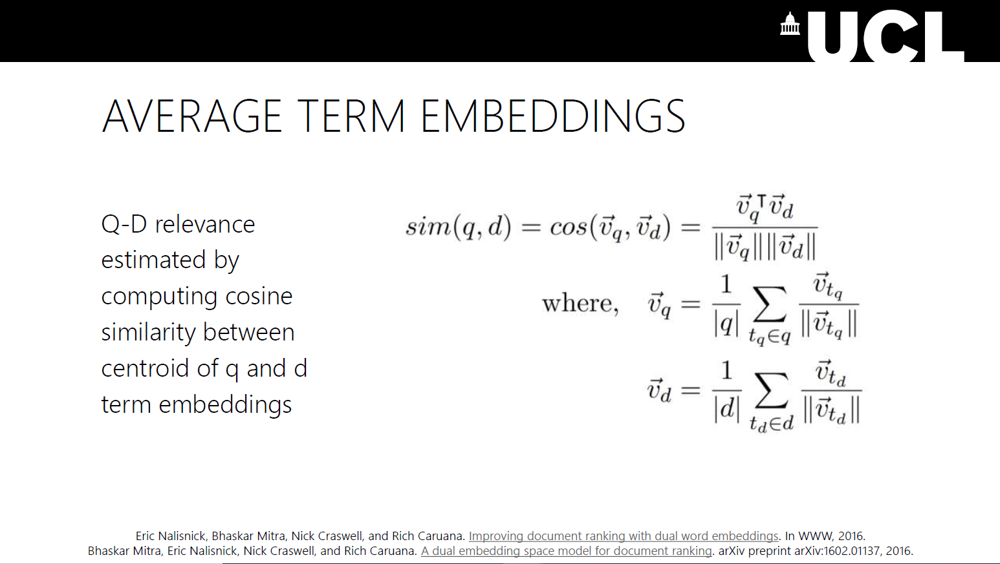 UCL
AVERAGE TERM EMBEDDINGS
Q-D relevance
estimated by
computing cosine
similarity between
centroid of q and d
term embeddings
$sim(q, d) = cos(\vec{v}_q, \vec{v}_d) = \frac{\vec{v}_q^{\intercal} \vec{v}_d}{\|\vec{v}_q\| \|\vec{v}_d\|}$
where, $\vec{v}_q = \frac{1}{|q|} \sum_{t_q \in q} \frac{\vec{v}_{t_q}}{\|\vec{v}_{t_q}\|}$
$\vec{v}_d = \frac{1}{|d|} \sum_{t_d \in d} \frac{\vec{v}_{t_d}}{\|\vec{v}_{t_d}\|}$
Eric Nalisnick, Bhaskar Mitra, Nick Craswell, and Rich Caruana. Improving document ranking with dual word embeddings. In WWW, 2016.
Bhaskar Mitra, Eric Nalisnick, Nick Craswell, and Rich Caruana. A dual embedding space model for document ranking. arXiv preprint arXiv:1602.01137, 2016.